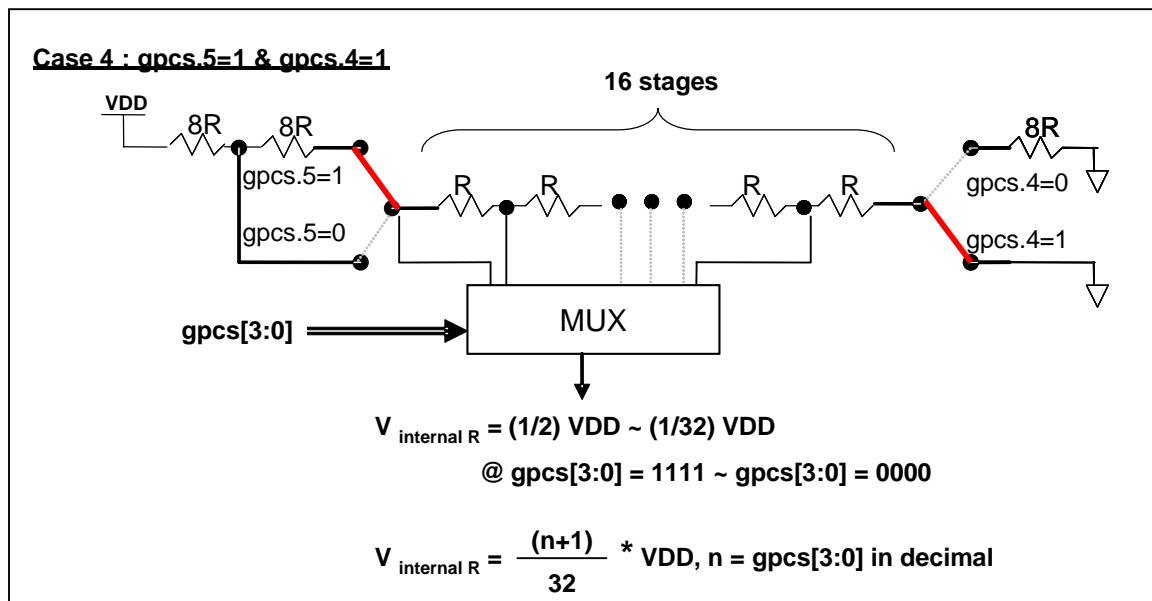 Case 4 : gpcs.5=1 & gpcs.4=1
16 stages
VDD
8R
8R
8R
gpcs.5=1
R
R
R
R
gpcs.4=0
gpcs.5=0
gpcs.4=1
MUX
gpcs[3:0]
V internal R = (1/2) VDD ~ (1/32) VDD
@ gpcs[3:0] = 1111 ~ gpcs[3:0] = 0000
V internal R = (n+1) / 32 * VDD, n = gpcs[3:0] in decimal